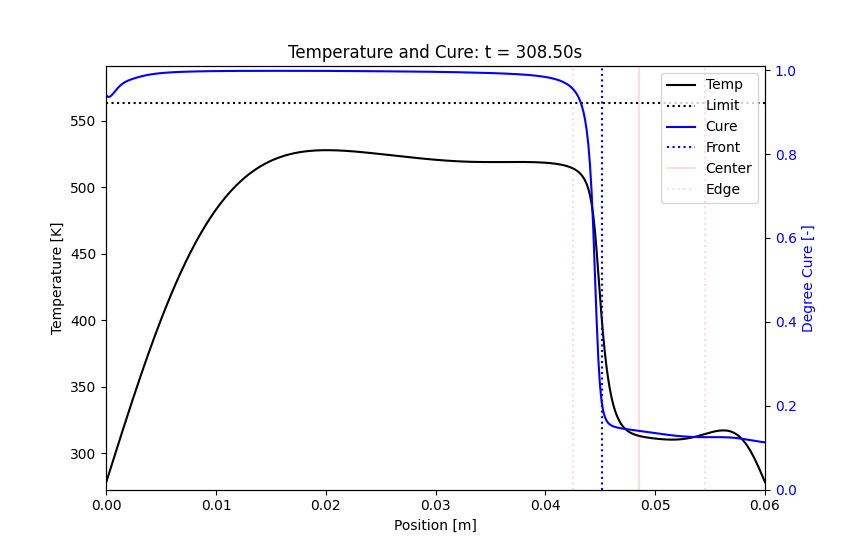 Temperature and Cure: t = 308.50s
Temperature [K]
550
500
450
400
350
300
Temp
Limit
Cure
Front
Center
Edge
1.0
0.8
0.6
0.4
0.2
0.0
Degree Cure [-]
0.00
0.01
0.02
0.03
0.04
0.05
0.06
Position [m]